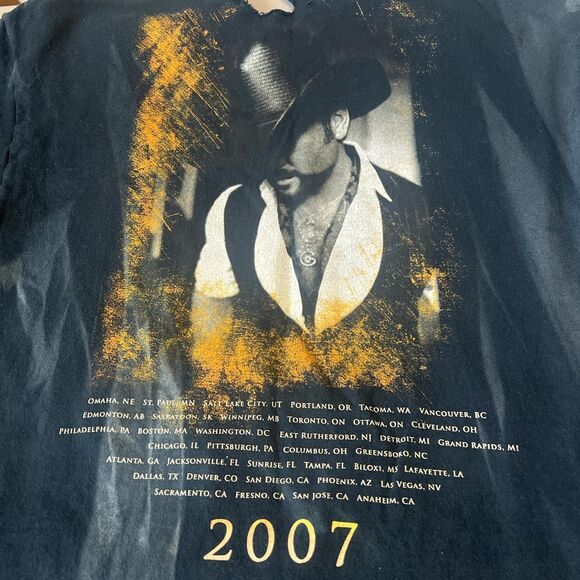 OMAHA, NE ST. PAUL, MN SALT LAKE CITY, UT PORTLAND, OR TACOMA, WA VANCOUVER, BC
EDMONTON, AB SASKATOON, SK WINNIPEG, MB TORONTO, ON OTTAWA, ON CLEVELAND, OH
PHILADELPHIA, PA BOSTON, MA WASHINGTON, DC EAST RUTHERFORD, NJ DETROIT, MI GRAND RAPIDS, MI
CHICAGO, IL PITTSBURGH, PA COLUMBUS, OH GREENSBORO, NC
ATLANTA, GA JACKSONVILLE, FL SUNRISE, FL TAMPA, FL BILOXI, MS LAFAYETTE, LA
DALLAS, TX DENVER, CO SAN DIEGO, CA PHOENIX, AZ LAS VEGAS, NV
SACRAMENTO, CA FRESNO, CA SAN JOSE, CA ANAHEIM, CA
2007